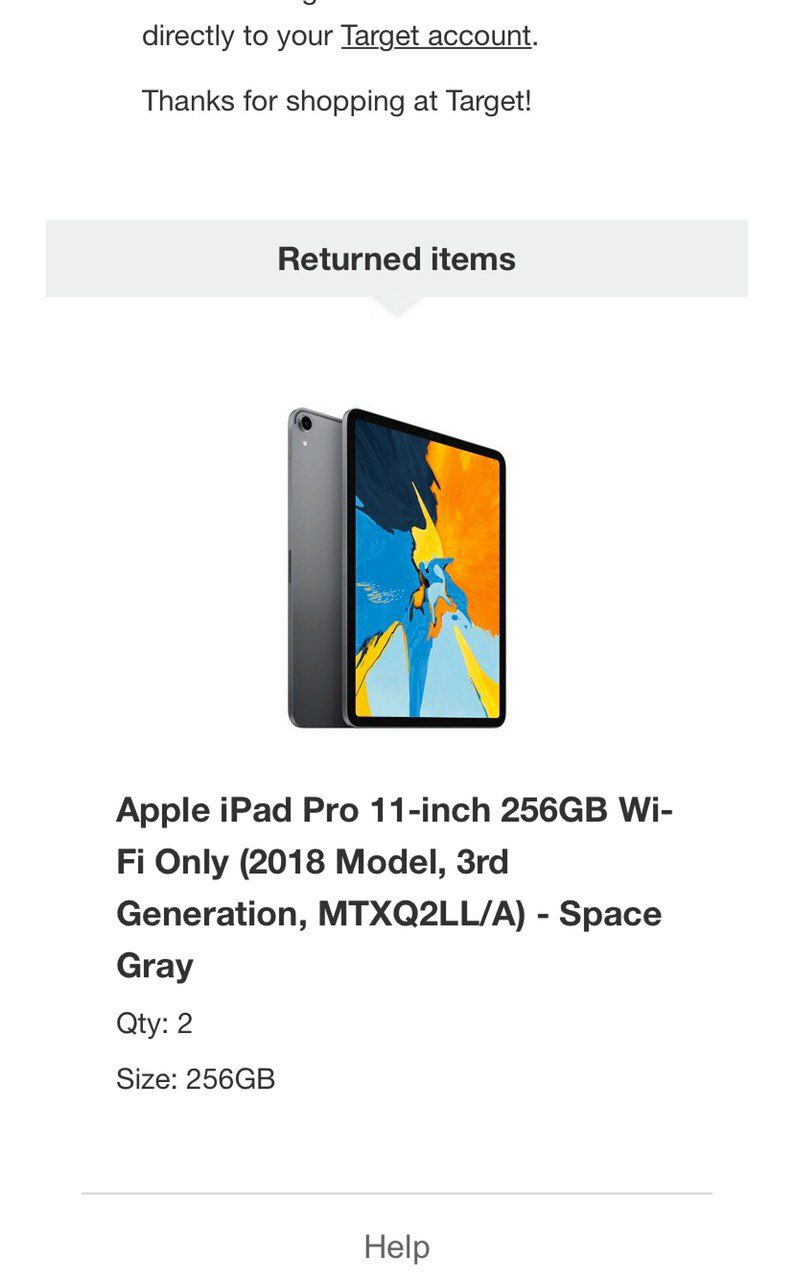 directly to your Target account.
Thanks for shopping at Target!
Returned items
Apple iPad Pro 11-inch 256GB Wi-
Fi Only (2018 Model, 3rd
Generation, MTXQ2LL/A) - Space
Gray
Qty: 2
Size: 256GB
Help